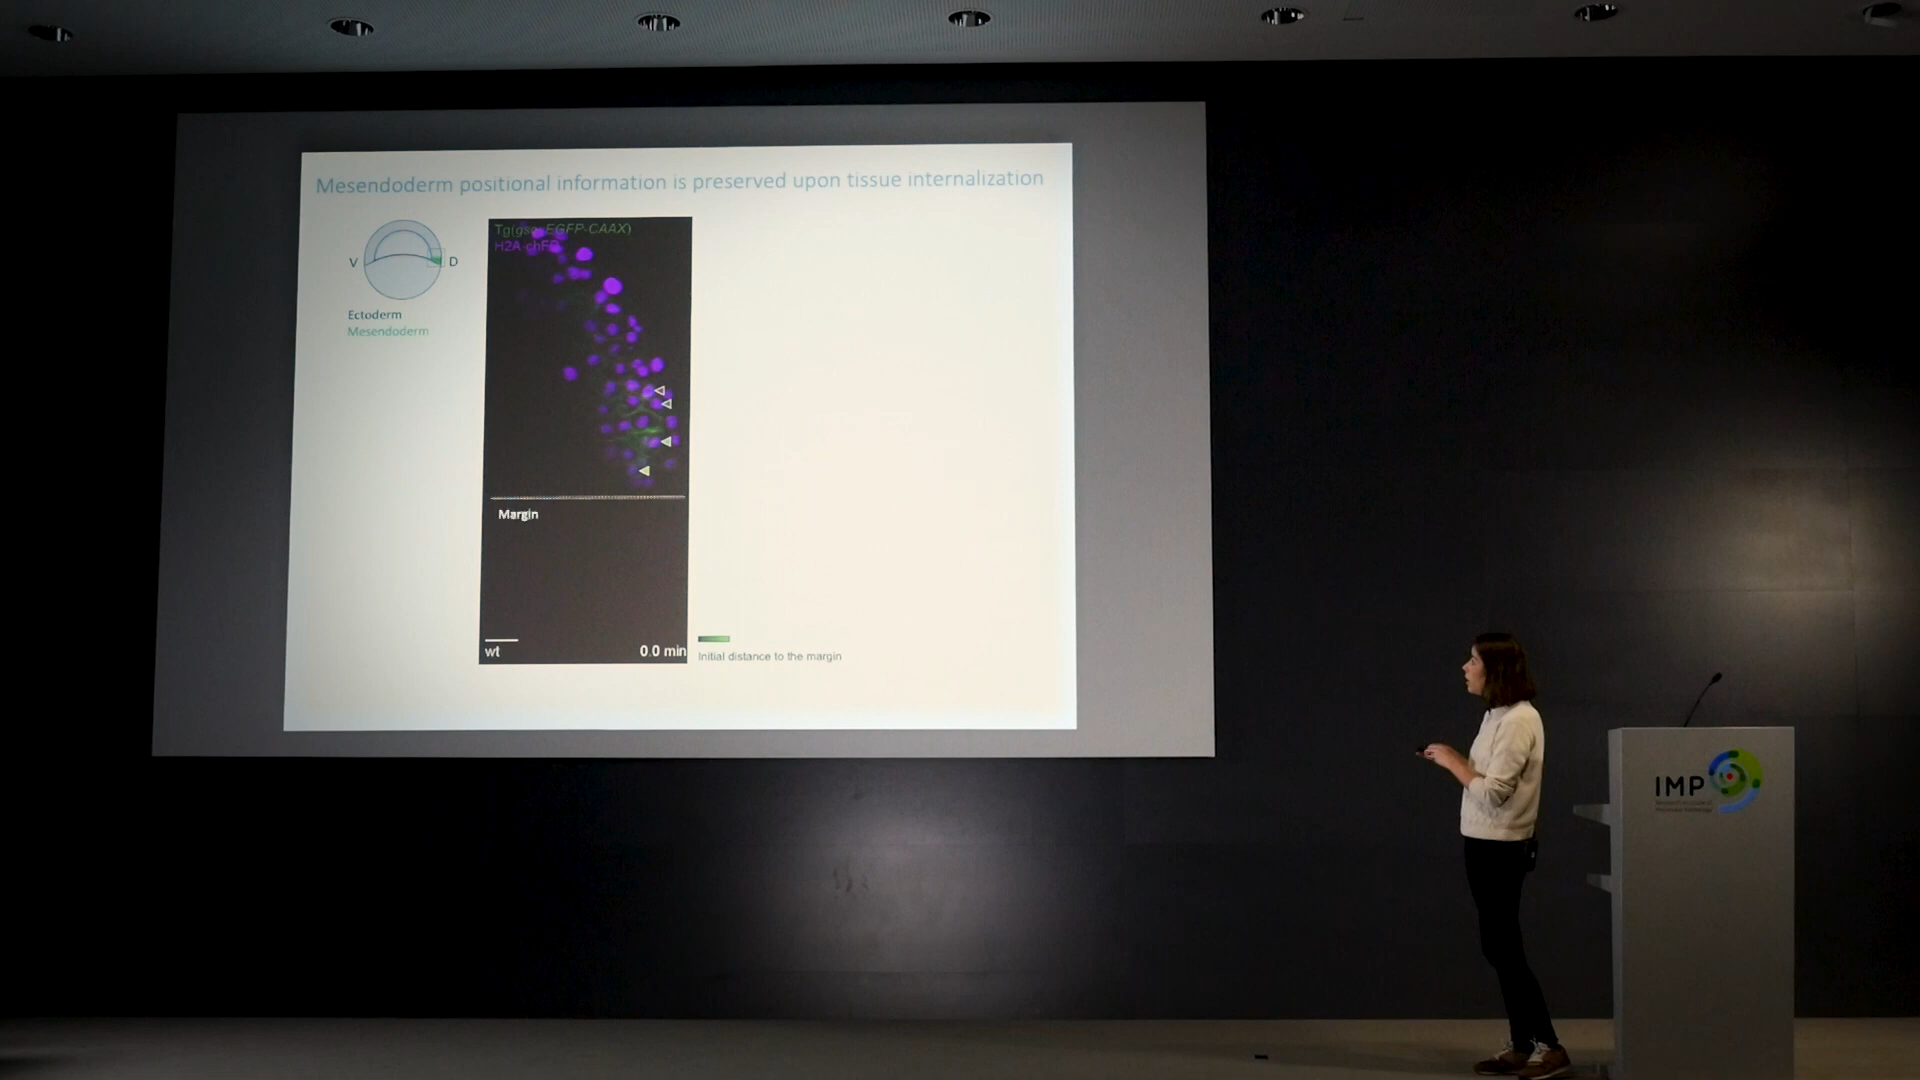 Mesendoderm positional information is preserved upon tissue internalization
Tg(gsc:EGFP-CAAX)
H2A-chFP
V
D
Ectoderm
Mesendoderm
Margin
wt
0.0 min
Initial distance to the margin
IMP